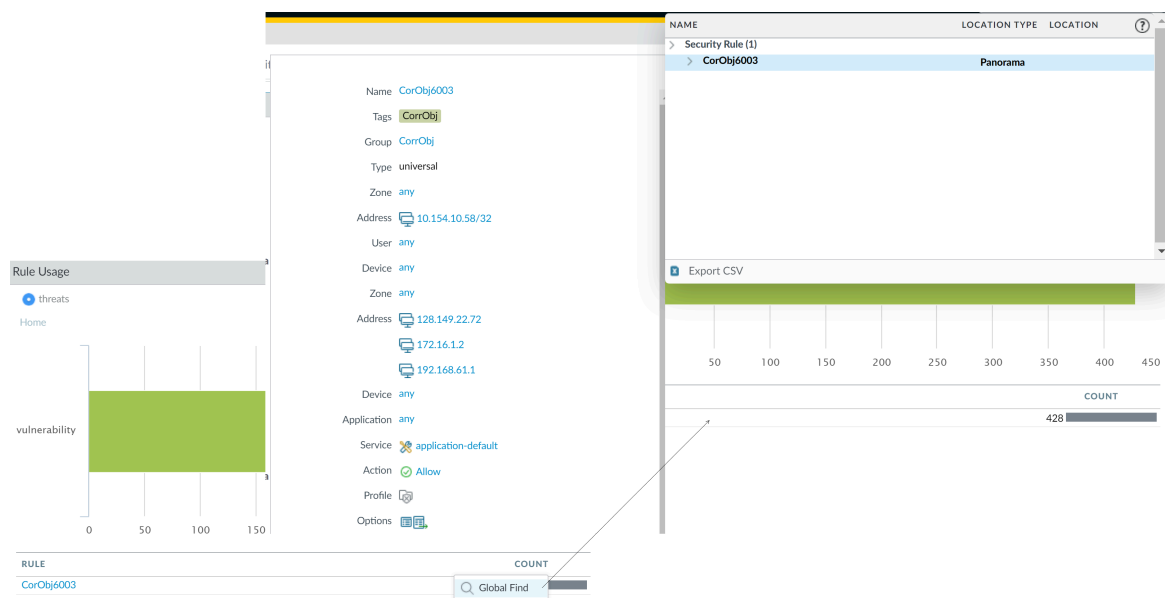 NAME LOCATION TYPE LOCATION ?
Security Rule (1)
CorObj6003 Panorama
Export CSV
it
Name CorObj6003
Tags CorrObj
Group CorrObj
Type universal
Zone any
Address 10.154.10.58/32
User any
Device any
Zone any
Address 128.149.22.72
172.16.1.2
192.168.61.1
Device any
Application any
Service application-default
Action Allow
Profile
Options
a
a
Rule Usage
threats
Home
vulnerability
0 50 100 150
50 100 150 200 250 300 350 400 450
COUNT
428
RULE COUNT
CorObj6003
Global Find